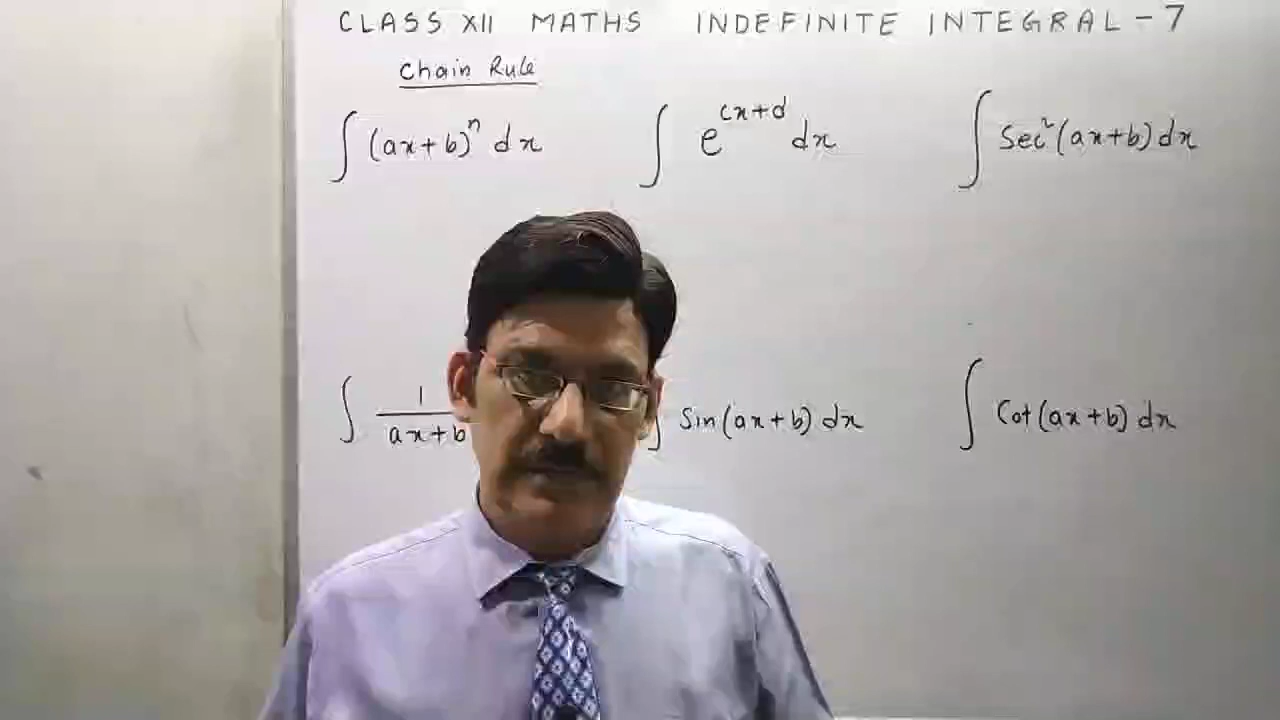 CLASS XII MATHS INDEFINITE INTEGRAL - 7
Chain Rule
∫ (ax+b)ⁿ dx ∫ e^(cx+d) dx ∫ Sec²(ax+b) dx
∫ 1/(ax+b) ∫ Sin(ax+b) dx ∫ Cot(ax+b) dx